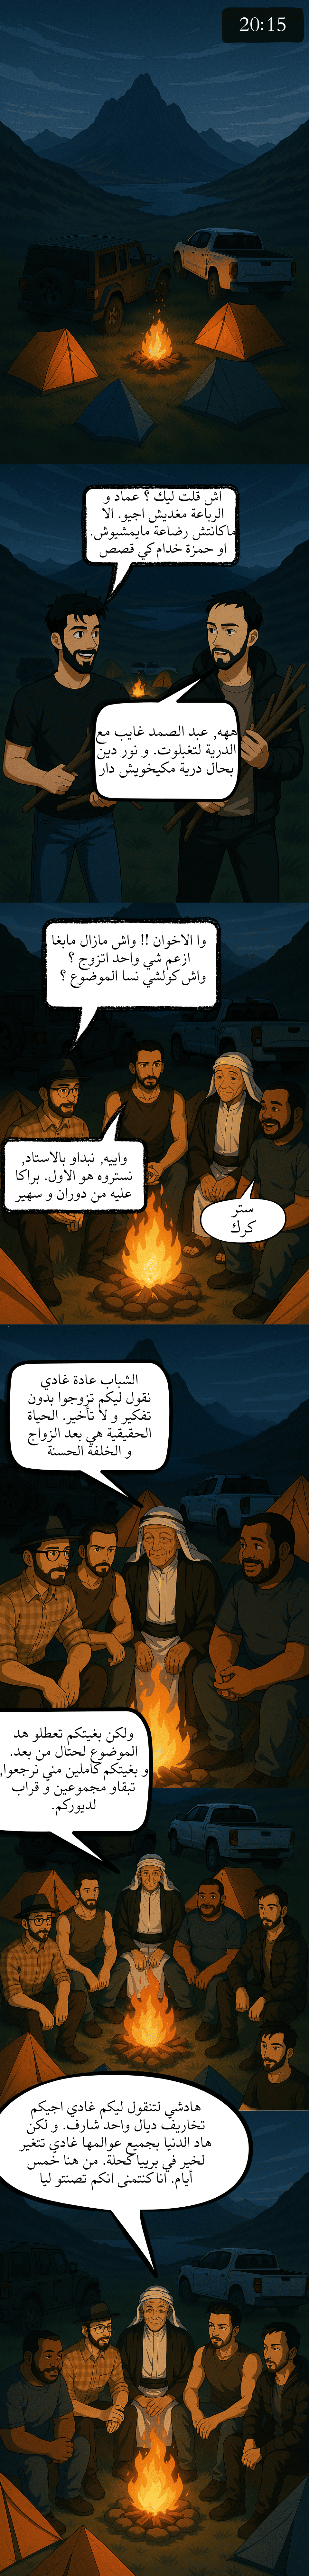 20:15
اش قلت ليك ؟ عماد و
الرباعة مغديش اجيو. الا
ماكانتش رضاعة مايمشيوش.
او حمزة خدام كي قصص
ههه, عبد الصمد غايب مع
الدرية لتغبلوت. و نور دين
بحال درية مكيخويش دار
وا الاخوان !! واش مازال مابغا
ازعم شي واحد اتزوج ؟
واش كولشي نسا الموضوع ؟
وايه, نبداو بالاستاد,
نستروه هو الاول. براكا
عليه من دوران و سهير
ستر
كرك
الشباب عادة غادي
نقول ليكم تزوجوا بدون
تفكير و لا تأخير. الحياة
الحقيقية هي بعد الزواج
و الخلفة الحسنة
ولكن بغيتكم تعطلو هد
الموضوع لحتال من بعد.
و بغيتكم كاملين مني نرجعوا,
تبقاو مجموعين و قراب
لديوركم.
هادشي لتنقول ليكم غادي اجيكم
تخاريف ديال واحد شارف. و لكن
هاد الدنيا بجميع عوالمها غادي تتغير
لخير في برييا كحلة. من هنا خمس
أيام. انا كنتمنى انكم تصنتو ليا